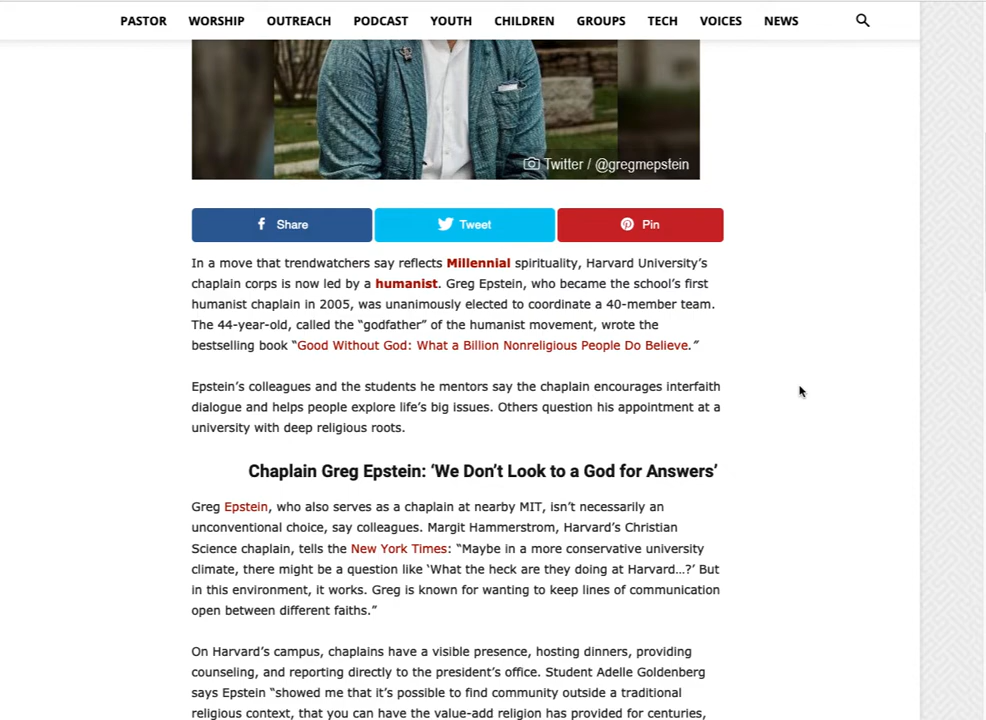 PASTOR WORSHIP OUTREACH PODCAST YOUTH CHILDREN GROUPS TECH VOICES NEWS
Twitter / @gregmepstein
Share Tweet Pin
In a move that trendwatchers say reflects Millennial spirituality, Harvard University’s
chaplain corps is now led by a humanist. Greg Epstein, who became the school’s first
humanist chaplain in 2005, was unanimously elected to coordinate a 40-member team.
The 44-year-old, called the “godfather” of the humanist movement, wrote the
bestselling book “Good Without God: What a Billion Nonreligious People Do Believe.”
Epstein’s colleagues and the students he mentors say the chaplain encourages interfaith
dialogue and helps people explore life’s big issues. Others question his appointment at a
university with deep religious roots.
Chaplain Greg Epstein: ‘We Don’t Look to a God for Answers’
Greg Epstein, who also serves as a chaplain at nearby MIT, isn’t necessarily an
unconventional choice, say colleagues. Margit Hammerstrom, Harvard’s Christian
Science chaplain, tells the New York Times: “Maybe in a more conservative university
climate, there might be a question like ‘What the heck are they doing at Harvard…?’ But
in this environment, it works. Greg is known for wanting to keep lines of communication
open between different faiths.”
On Harvard’s campus, chaplains have a visible presence, hosting dinners, providing
counseling, and reporting directly to the president’s office. Student Adelle Goldenberg
says Epstein “showed me that it’s possible to find community outside a traditional
religious context, that you can have the value-add religion has provided for centuries,